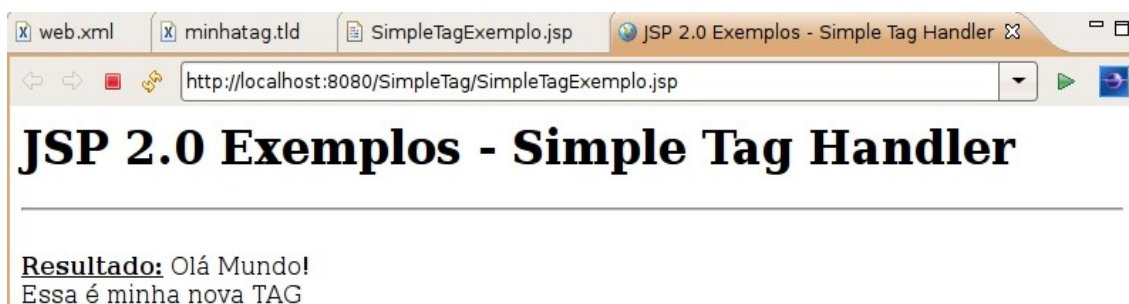 web.xml minhatag.tld SimpleTagExemplo.jsp JSP 2.0 Exemplos - Simple Tag Handler
http://localhost:8080/SimpleTag/SimpleTagExemplo.jsp
JSP 2.0 Exemplos - Simple Tag Handler
Resultado: Olá Mundo!
Essa é minha nova TAG